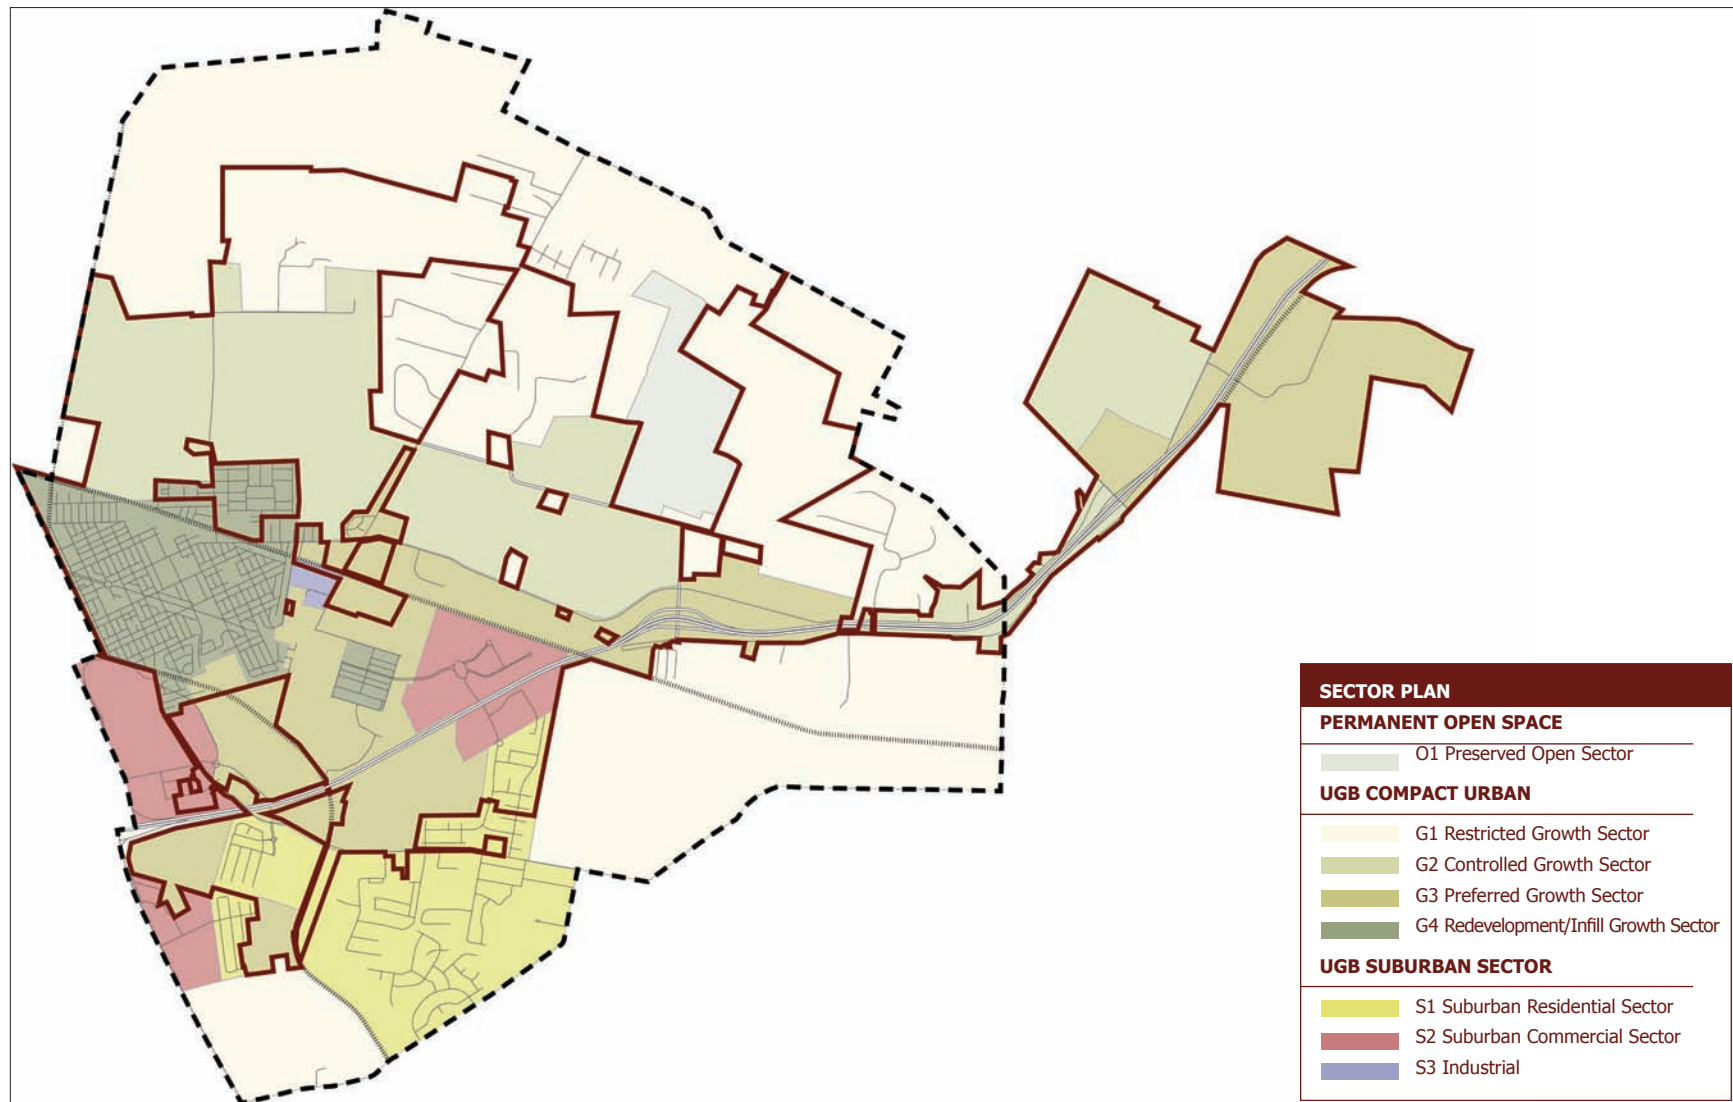 SECTOR PLAN
PERMANENT OPEN SPACE
O1 Preserved Open Sector
UGB COMPACT URBAN
G1 Restricted Growth Sector
G2 Controlled Growth Sector
G3 Preferred Growth Sector
G4 Redevelopment/Infill Growth Sector
UGB SUBURBAN SECTOR
S1 Suburban Residential Sector
S2 Suburban Commercial Sector
S3 Industrial